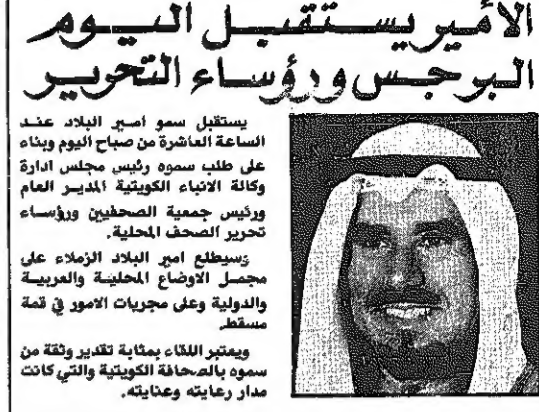 الأمير يستقبل اليوم
البرجس ورؤساء التحرير
يستقبل سمو امير البلاد عند
الساعة العاشرة من صباح اليوم وبناء
على طلب سموه رئيس مجلس ادارة
وكالة الانباء الكويتية المدير العام
ورئيس جمعية الصحفيين ورؤساء
تحرير الصحف المحلية.
وسيطلع امير البلاد الزملاء على
مجمل الاوضاع المحلية والعربية
والدولية وعلى مجريات الامور في قمة
مسقط.
ويعتبر اللقاء بمثابة تقدير وثقة من
سموه بالصحافة الكويتية والتي كانت
مدار رعايته وعنايته.